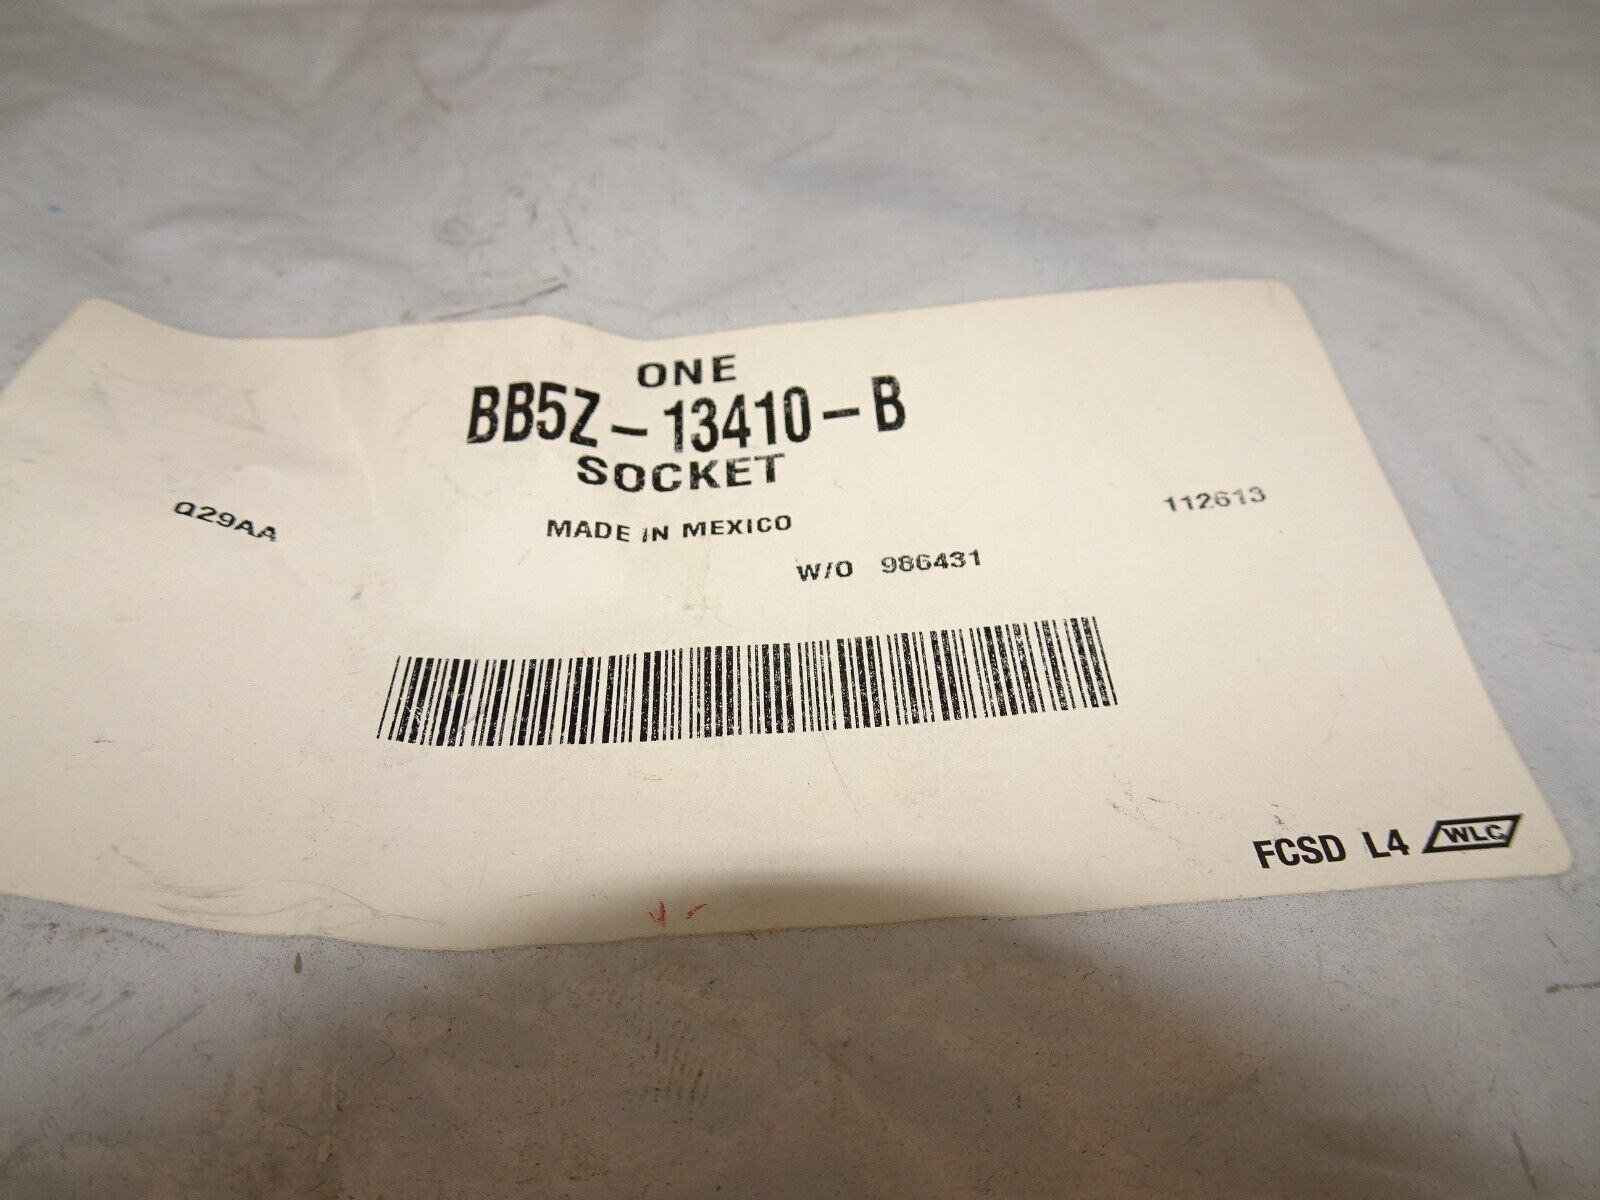 ONE
BB5Z-13410-B
SOCKET
Q29AA
MADE IN MEXICO
112613
W/O 986431
FCSD L4 WLC